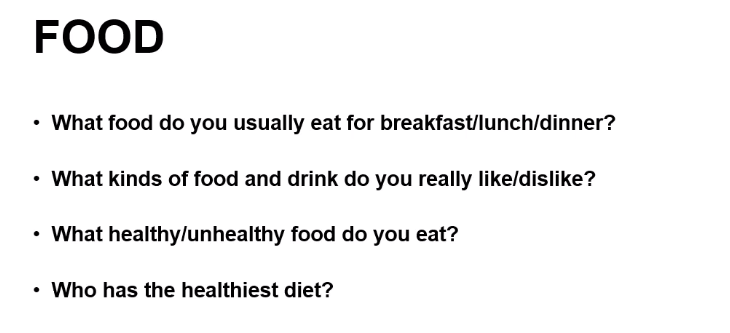 FOOD
• What food do you usually eat for breakfast/lunch/dinner?
• What kinds of food and drink do you really like/dislike?
• What healthy/unhealthy food do you eat?
• Who has the healthiest diet?